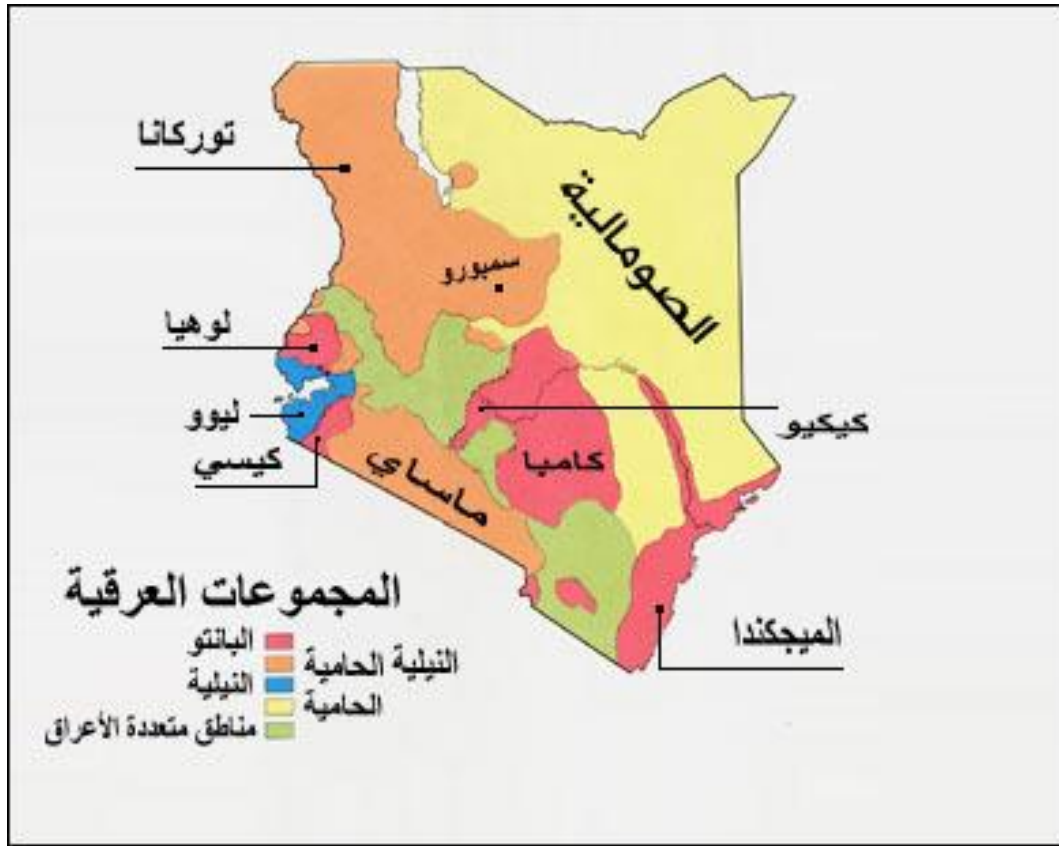 توركانا
الصومالية
سمبورو
لوهيا
ليوو
كيكيو
كيسي
كامبا
ماساي
الميجكندا
المجموعات العرقية
البانتو
النيلية الحامية
النيلية
الحامية
مناطق متعددة الأعراق